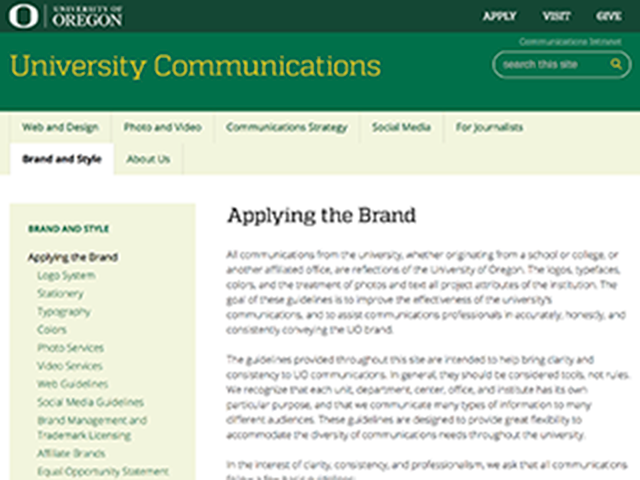 UNIVERSITY OF
OREGON
APPLY VISIT GIVE
Communications Intranet
University Communications
search this site
Web and Design Photo and Video Communications Strategy Social Media For Journalists
Brand and Style About Us
BRAND AND STYLE
Applying the Brand
Logo System
Stationery
Typography
Colors
Photo Services
Video Services
Web Guidelines
Social Media Guidelines
Brand Management and
Trademark Licensing
Affiliate Brands
Equal Opportunity Statement
Applying the Brand
All communications from the university, whether originating from a school or college, or
another affiliated office, are reflections of the University of Oregon. The logos, typefaces,
colors, and the treatment of photos and text all project attributes of the institution. The
goal of these guidelines is to improve the effectiveness of the university's
communications, and to assist communications professionals in accurately, honestly, and
consistently conveying the UO brand.
The guidelines provided throughout this site are intended to help bring clarity and
consistency to UO communications. In general, they should be considered tools, not rules.
We recognize that each unit, department, center, office, and institute has its own
particular purpose, and that we communicate many types of information to many
different audiences. These guidelines are designed to provide great flexibility to
accommodate the diversity of communications needs throughout the university.
In the interest of clarity, consistency, and professionalism, we ask that all communications
follow a few basic guidelines: